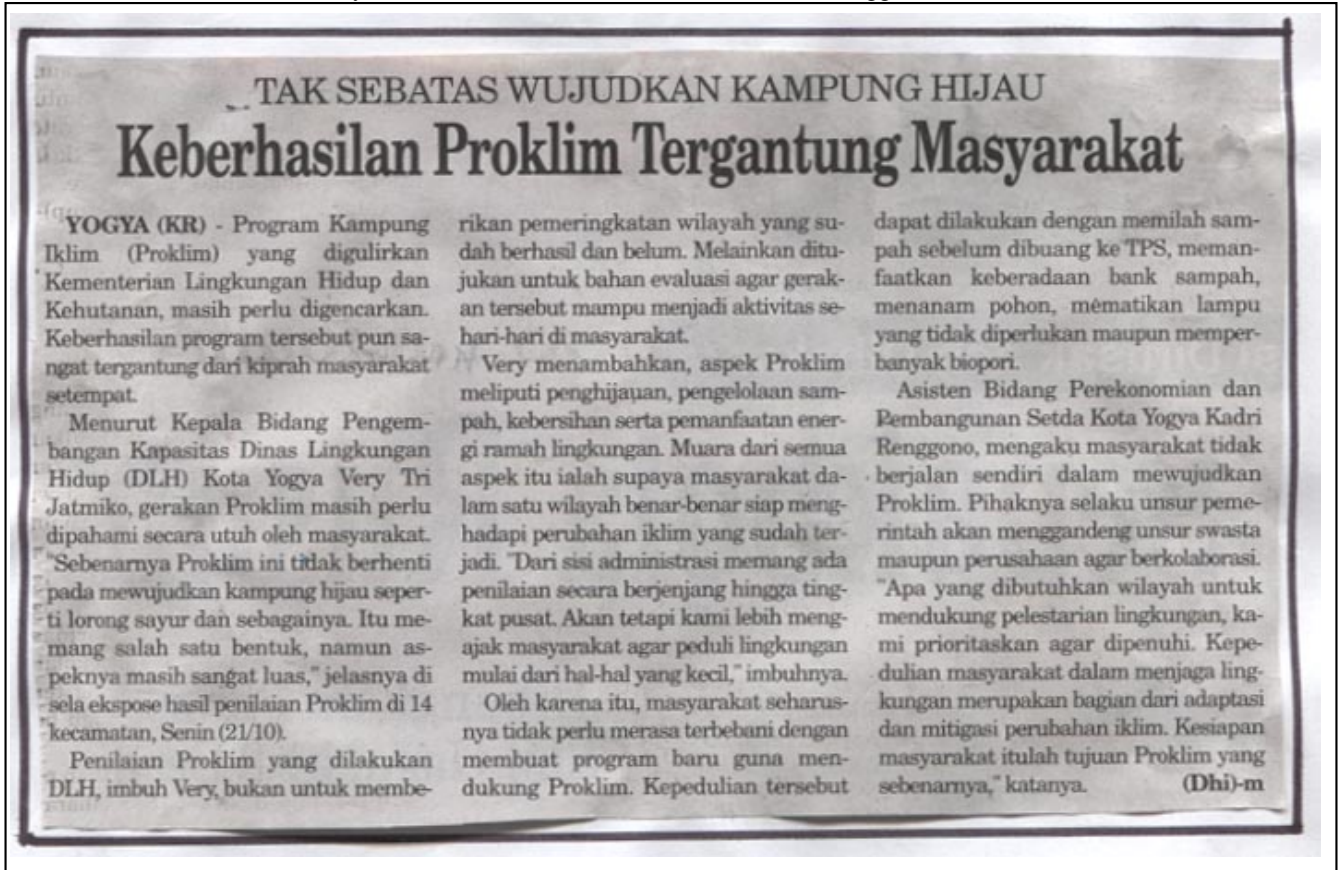 TAK SEBATAS WUJUDKAN KAMPUNG HIJAU
Keberhasilan Proklim Tergantung Masyarakat
YOGYA (KR) - Program Kampung
Iklim (Proklim) yang digulirkan
Kementerian Lingkungan Hidup dan
Kehutanan, masih perlu digencarkan.
Keberhasilan program tersebut pun sa-
ngat tergantung dari kiprah masyarakat
setempat.
Menurut Kepala Bidang Pengem-
bangan Kapasitas Dinas Lingkungan
Hidup (DLH) Kota Yogya Very Tri
Jatmiko, gerakan Proklim masih perlu
dipahami secara utuh oleh masyarakat.
"Sebenarnya Proklim ini tidak berhenti
pada mewujudkan kampung hijau seper-
ti lorong sayur dan sebagainya. Itu me-
mang salah satu bentuk, namun as-
peknya masih sangat luas," jelasnya di
sela ekspose hasil penilaian Proklim di 14
kecamatan, Senin (21/10).
Penilaian Proklim yang dilakukan
DLH, imbuh Very, bukan untuk membe-
rikan pemeringkatan wilayah yang su-
dah berhasil dan belum. Melainkan ditu-
jukan untuk bahan evaluasi agar gerak-
an tersebut mampu menjadi aktivitas se-
hari-hari di masyarakat.
Very menambahkan, aspek Proklim
meliputi penghijauan, pengelolaan sam-
pah, kebersihan serta pemanfaatan ener-
gi ramah lingkungan. Muara dari semua
aspek itu ialah supaya masyarakat da-
lam satu wilayah benar-benar siap meng-
hadapi perubahan iklim yang sudah ter-
jadi. "Dari sisi administrasi memang ada
penilaian secara berjenjang hingga ting-
kat pusat. Akan tetapi kami lebih meng-
ajak masyarakat agar peduli lingkungan
mulai dari hal-hal yang kecil," imbuhnya.
Oleh karena itu, masyarakat seharus-
nya tidak perlu merasa terbebani dengan
membuat program baru guna men-
dukung Proklim. Kepedulian tersebut
dapat dilakukan dengan memilah sam-
pah sebelum dibuang ke TPS, meman-
faatkan keberadaan bank sampah,
menanam pohon, mematikan lampu
yang tidak diperlukan maupun memper-
banyak biopori.
Asisten Bidang Perekonomian dan
Pembangunan Setda Kota Yogya Kadri
Renggono, mengaku masyarakat tidak
berjalan sendiri dalam mewujudkan
Proklim. Pihaknya selaku unsur peme-
rintah akan menggandeng unsur swasta
maupun perusahaan agar berkolaborasi.
"Apa yang dibutuhkan wilayah untuk
mendukung pelestarian lingkungan, ka-
mi prioritaskan agar dipenuhi. Kepe-
dulian masyarakat dalam menjaga ling-
kungan merupakan bagian dari adaptasi
dan mitigasi perubahan iklim. Kesiapan
masyarakat itulah tujuan Proklim yang
sebenarnya," katanya. (Dhi)-m